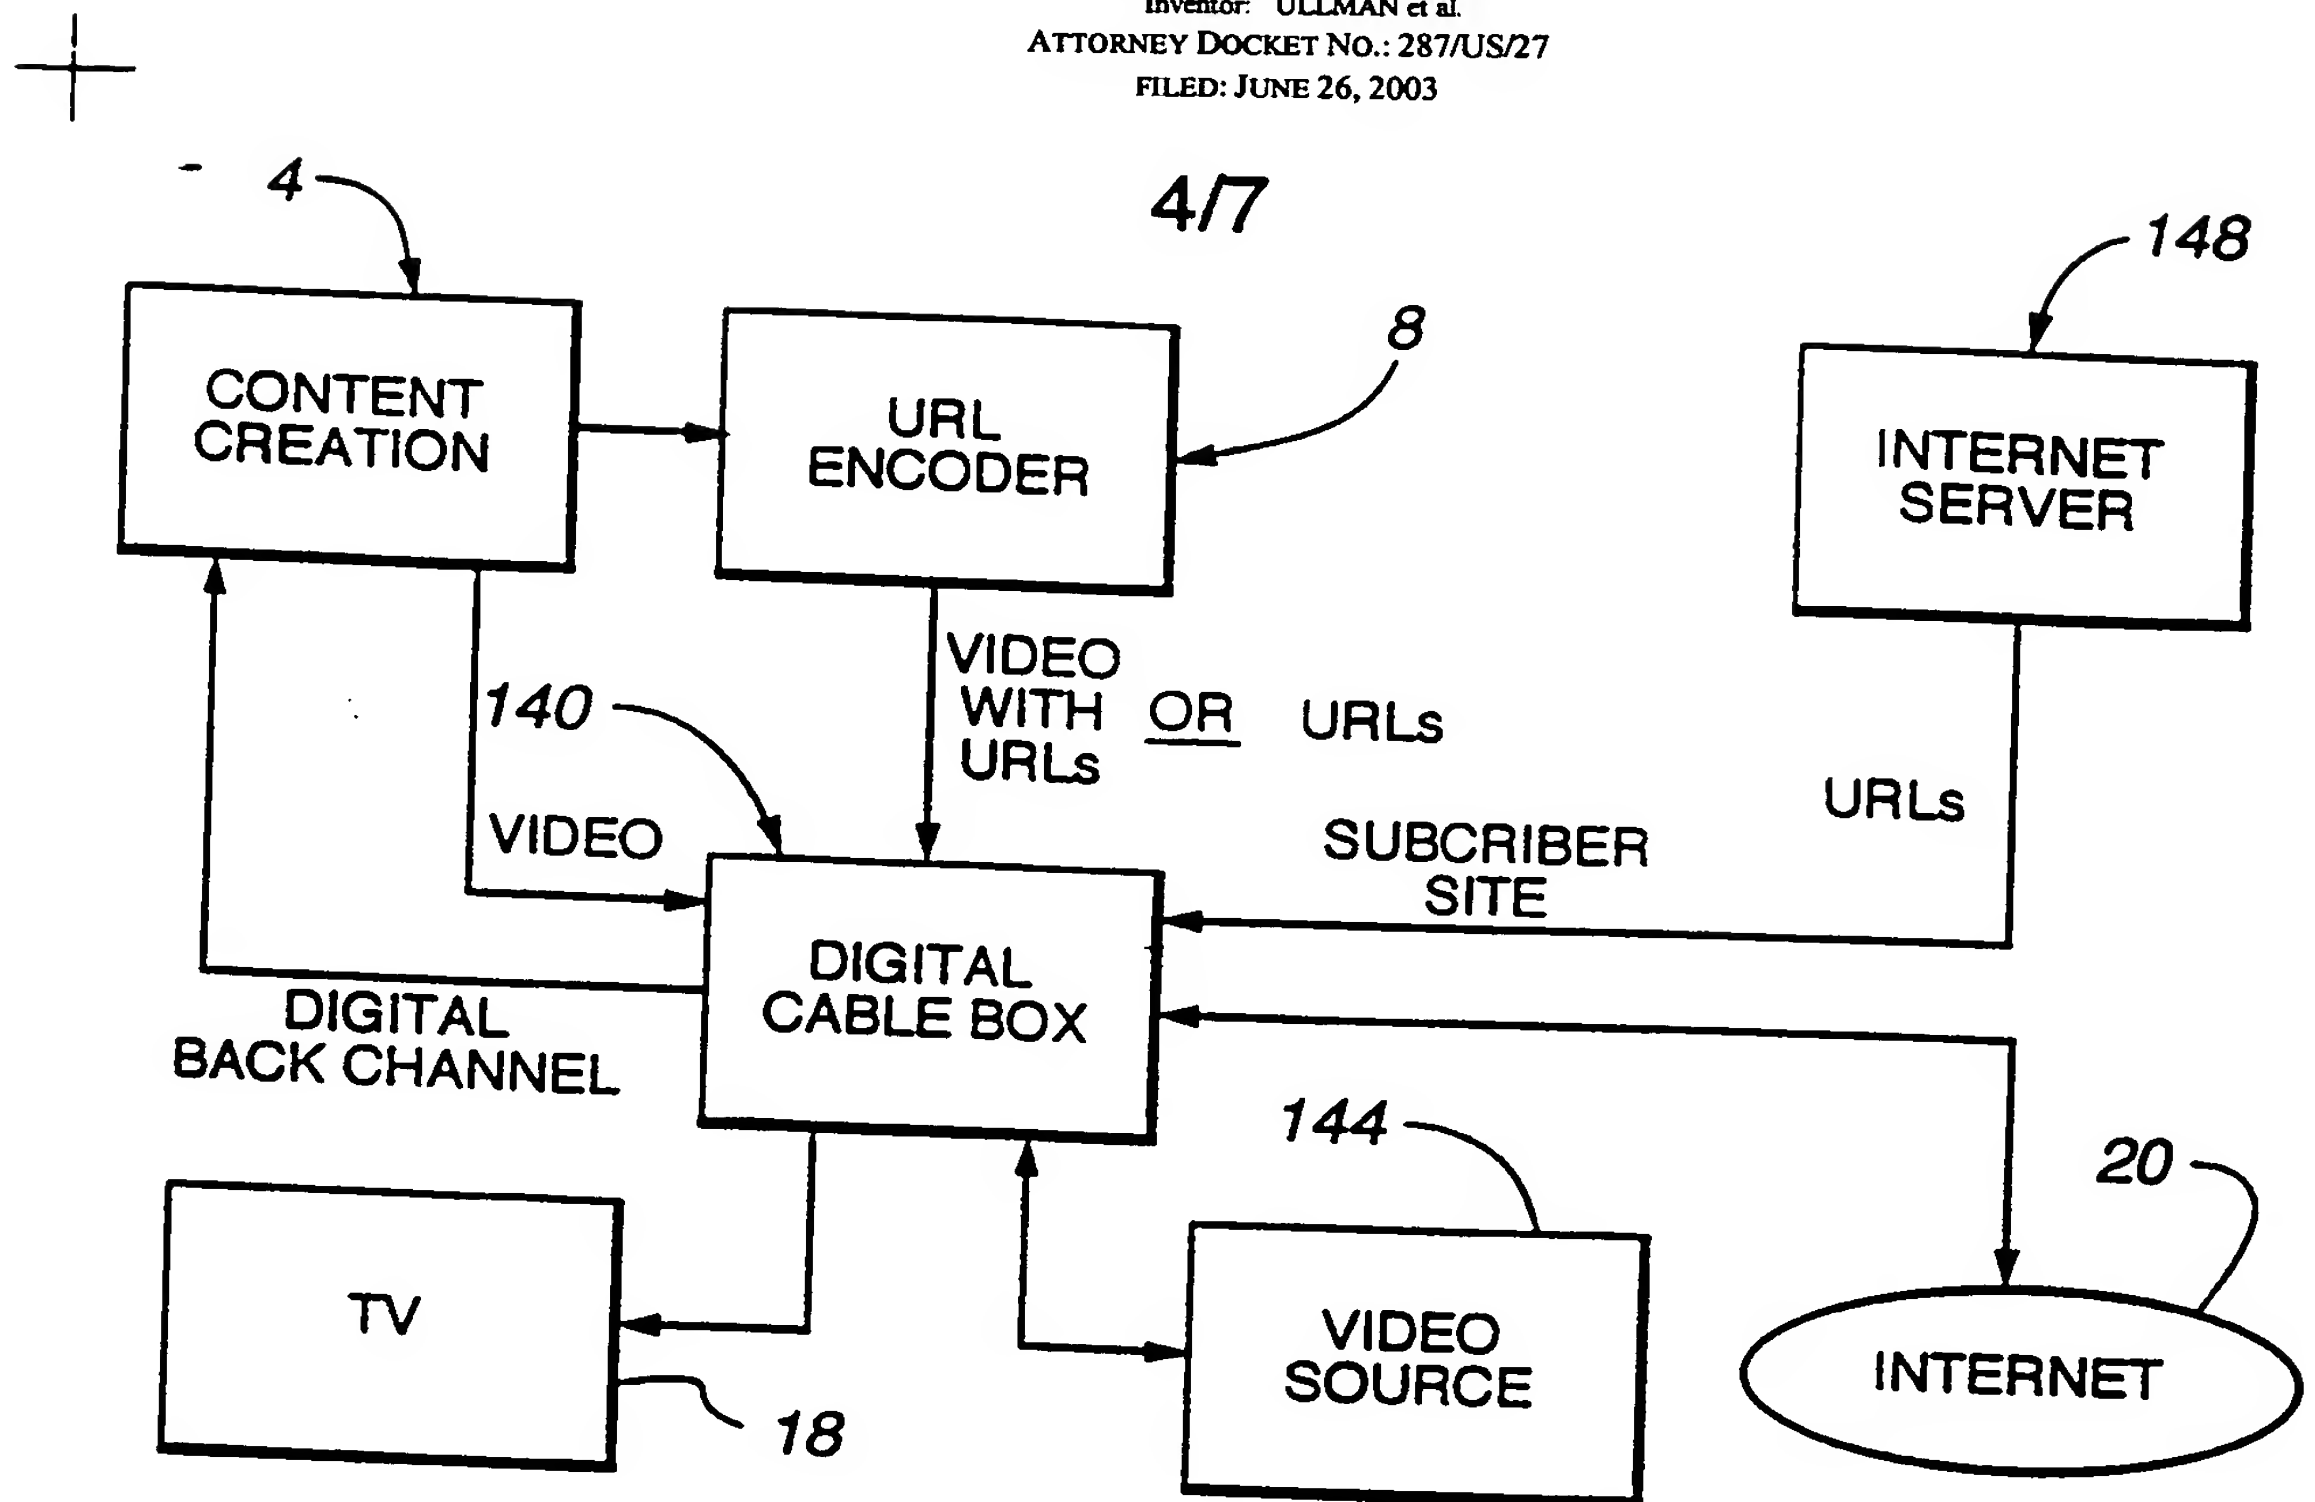 Inventor: ULLMAN et al.
ATTORNEY DOCKET NO.: 287/US/27
FILED: JUNE 26, 2003
4/7
4
148
8
CONTENT
CREATION
URL
ENCODER
INTERNET
SERVER
VIDEO
WITH OR URLs
URLs
140
URLs
VIDEO
SUBCRIBER
SITE
DIGITAL
CABLE BOX
DIGITAL
BACK CHANNEL
144
20
TV
VIDEO
SOURCE
INTERNET
18